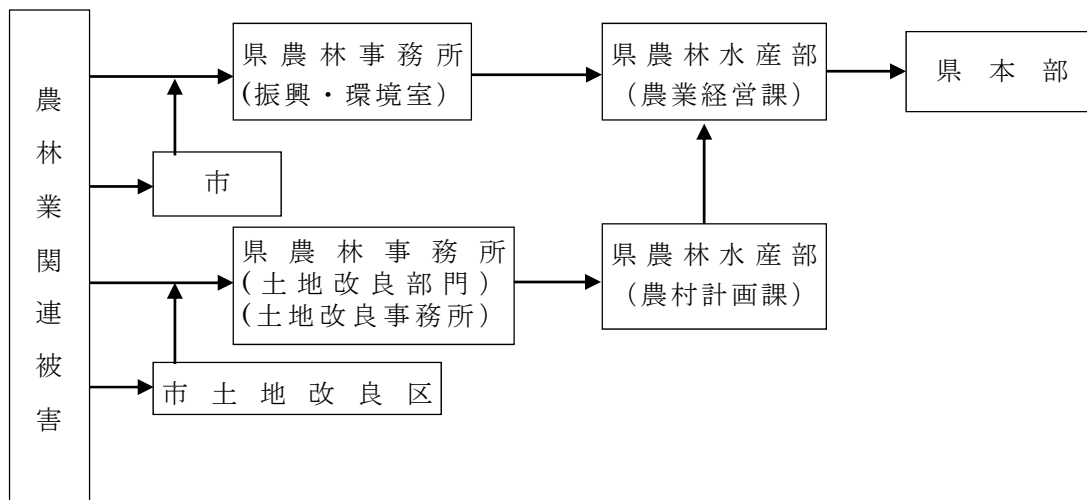 農林業関連被害
県農林事務所
(振興・環境室)
県農林水産部
(農業経営課)
県本部
市
県農林事務所
(土地改良部門)
(土地改良事務所)
県農林水産部
(農村計画課)
市土地改良区